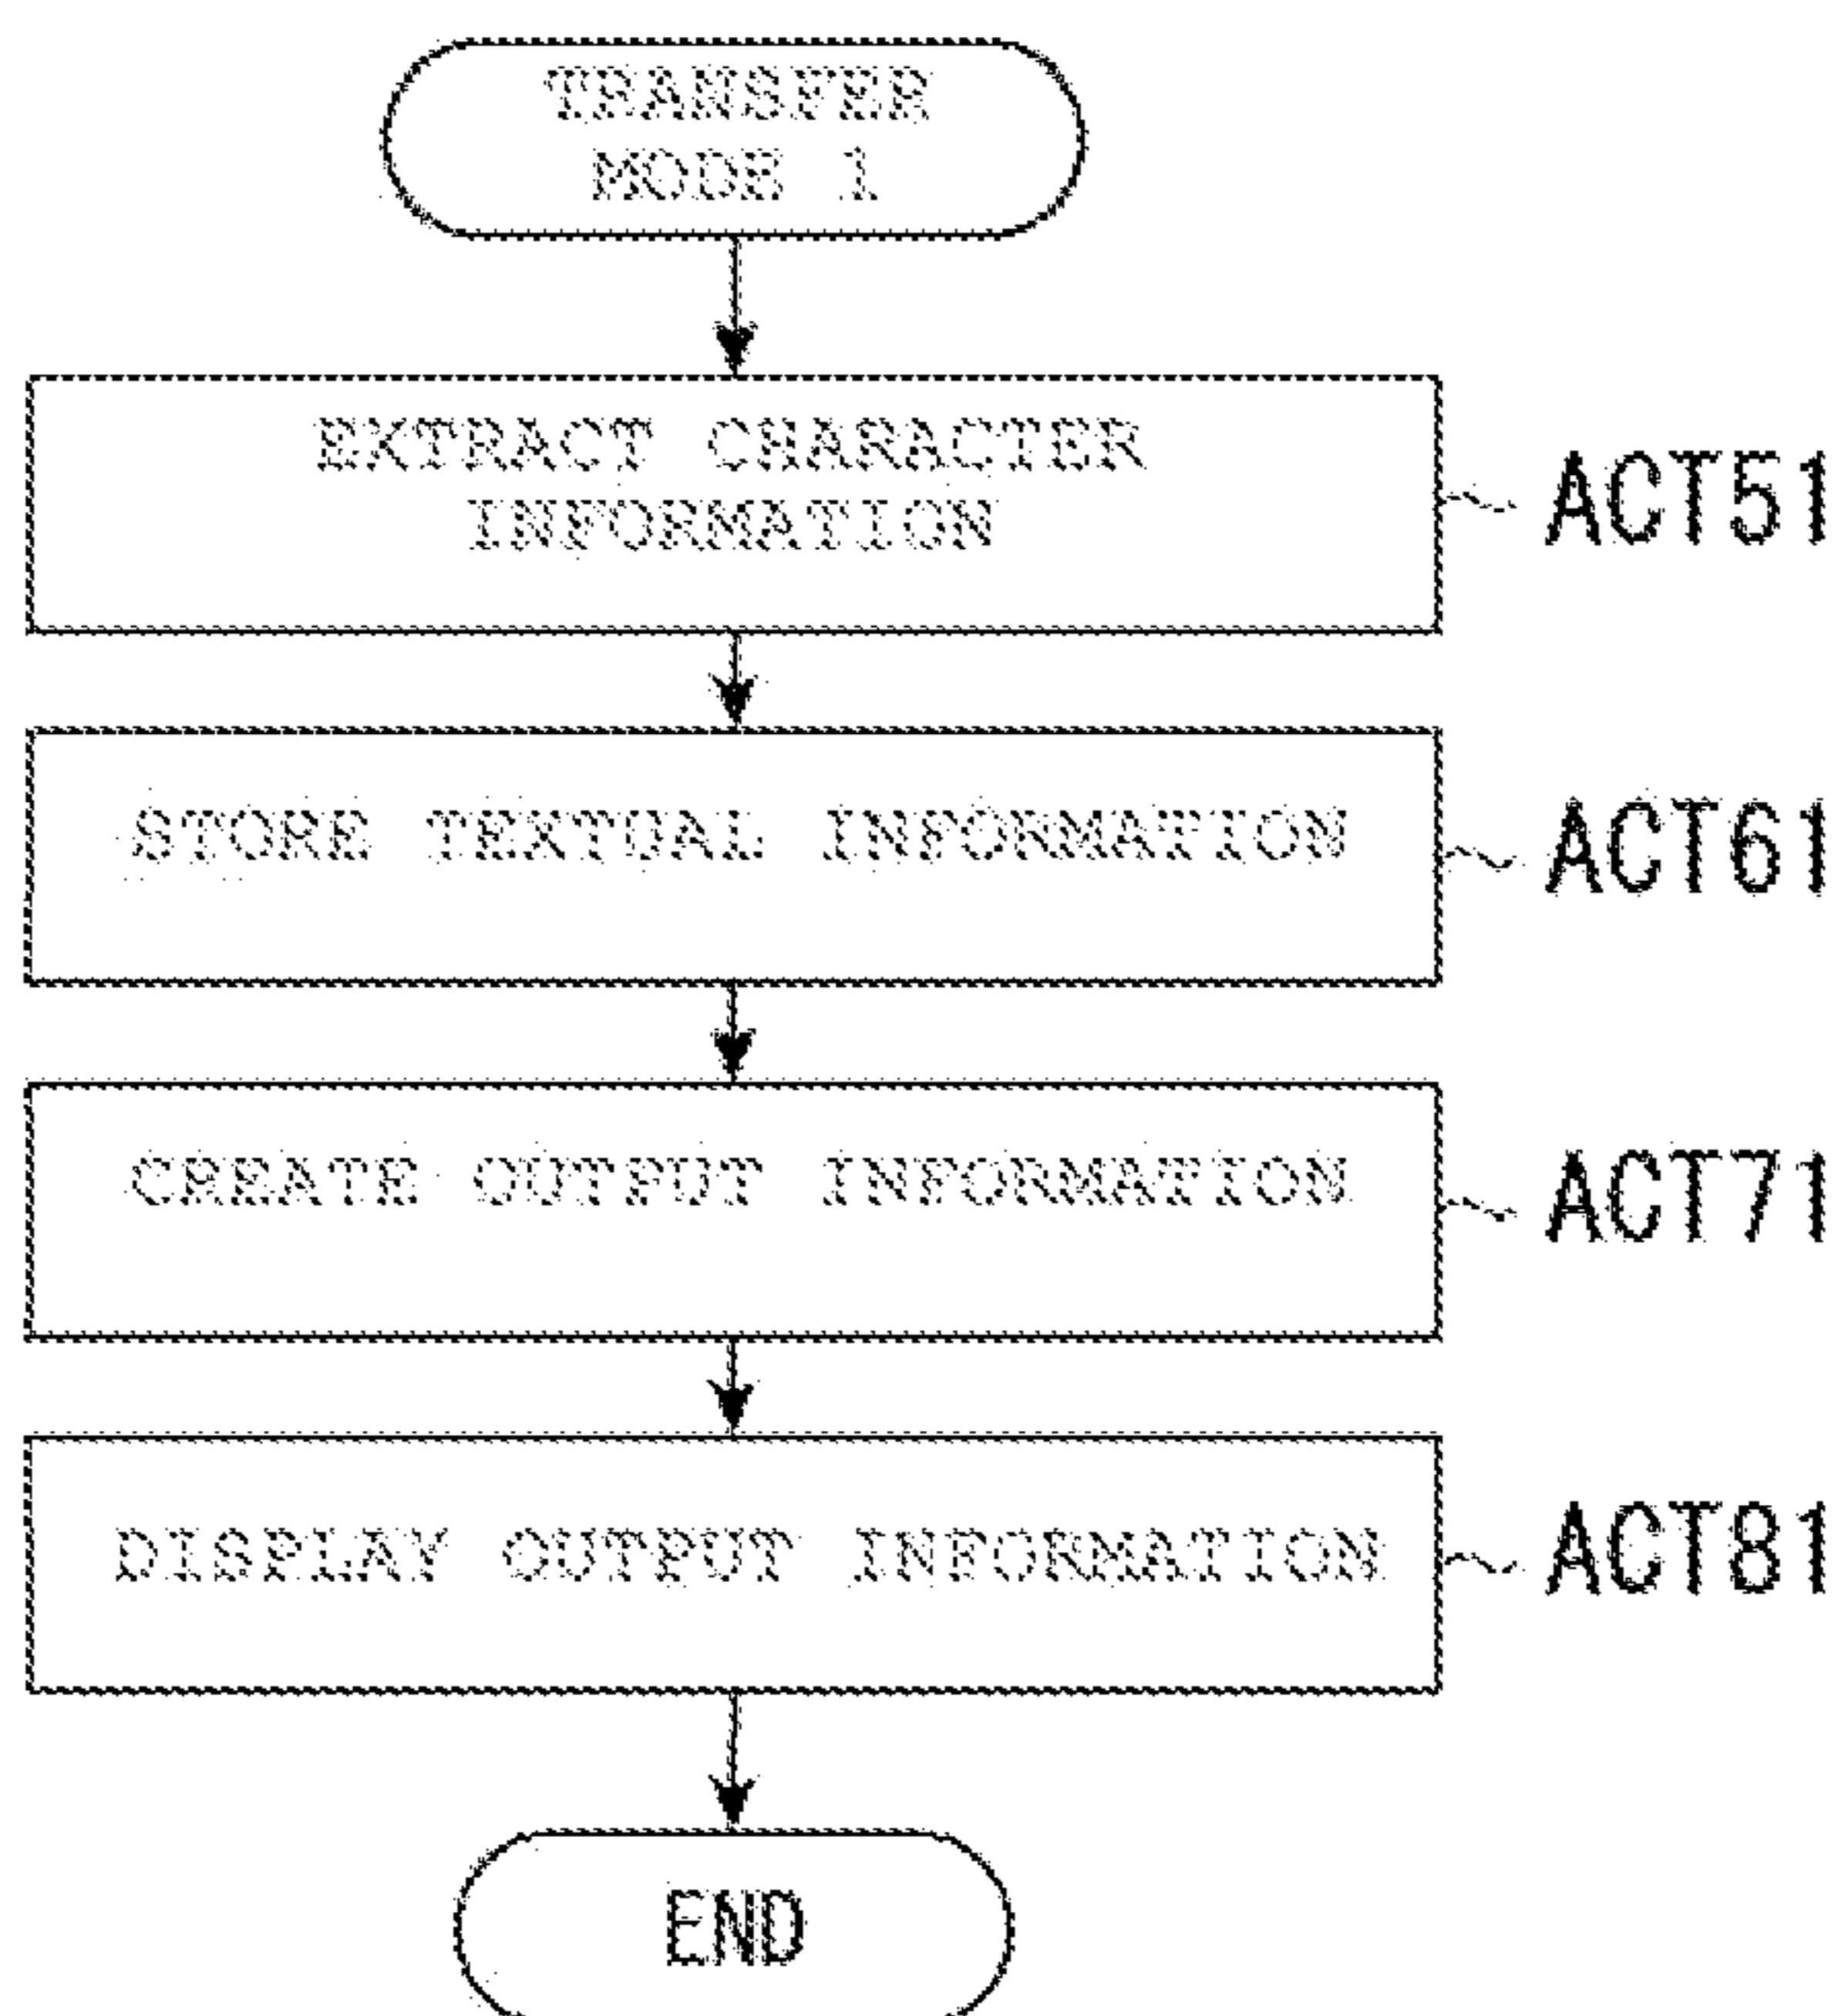 TRANSFER
MODE 1
EXTRACT CHARACTER
INFORMATION
ACT51
STORE TEXTUAL INFORMATION
ACT61
CREATE OUTPUT INFORMATION
ACT71
DISPLAY OUTPUT INFORMATION
ACT81
END